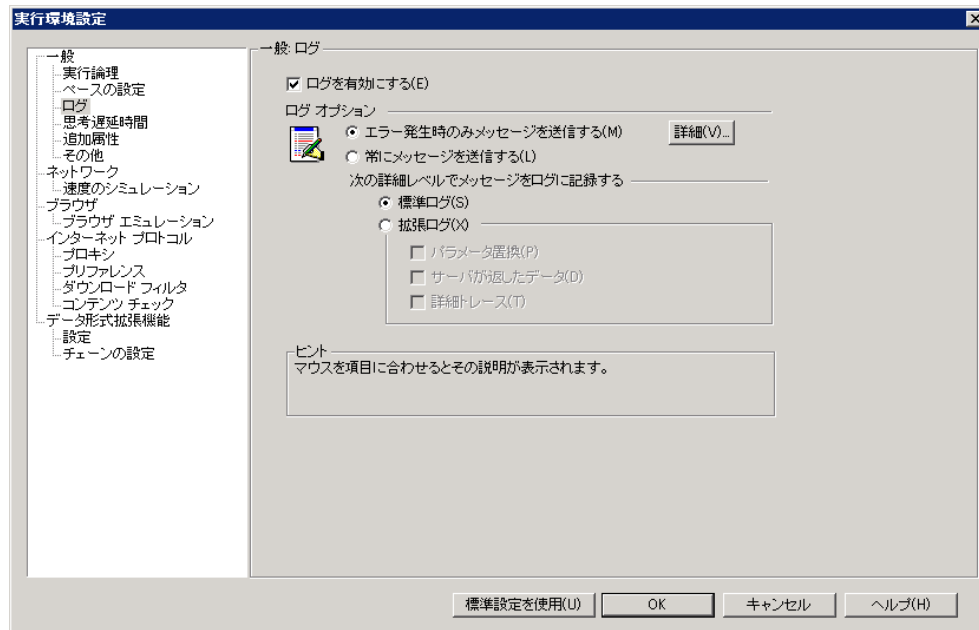 実行環境設定
一般
実行論理
ペースの設定
ログ
思考遅延時間
追加属性
その他
ネットワーク
速度のシミュレーション
ブラウザ
ブラウザ エミュレーション
インターネット プロトコル
プロキシ
プリファレンス
ダウンロード フィルタ
コンテンツ チェック
データ形式拡張機能
設定
チェーンの設定
一般: ログ
ログを有効にする(E)
ログ オプション
エラー発生時のみメッセージを送信する(M)
詳細(V)...
常にメッセージを送信する(L)
次の詳細レベルでメッセージをログに記録する
標準ログ(S)
拡張ログ(X)
パラメータ置換(P)
サーバが返したデータ(D)
詳細トレース(T)
ヒント
マウスを項目に合わせるとその説明が表示されます。
標準設定を使用(U)
OK
キャンセル
ヘルプ(H)